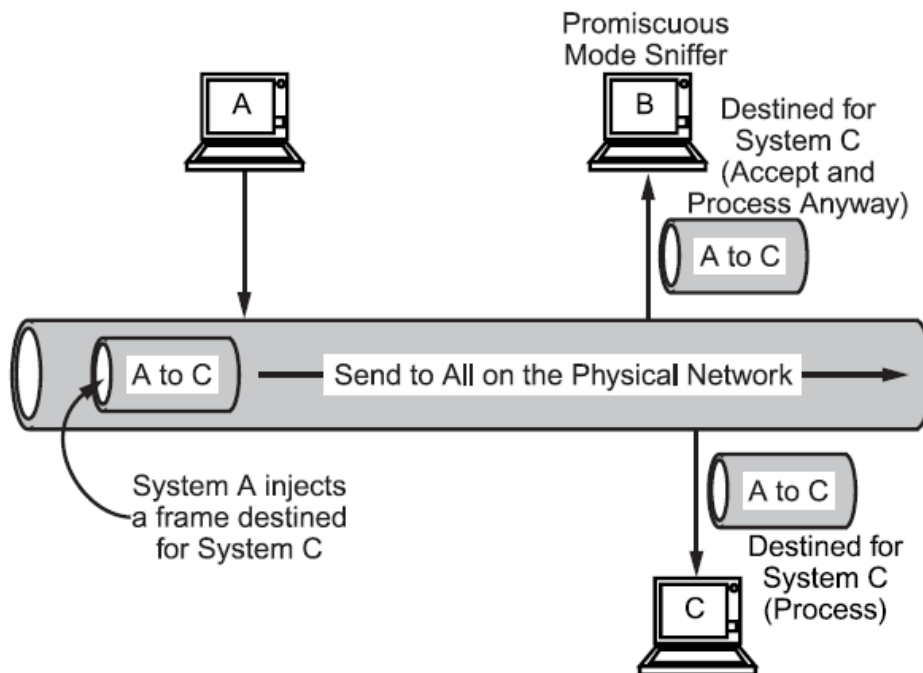 Promiscuous
Mode Sniffer
A
B
Destined for
System C
(Accept and
Process Anyway)
A to C
A to C
Send to All on the Physical Network
System A injects
a frame destined
for System C
A to C
Destined for
System C
(Process)
C